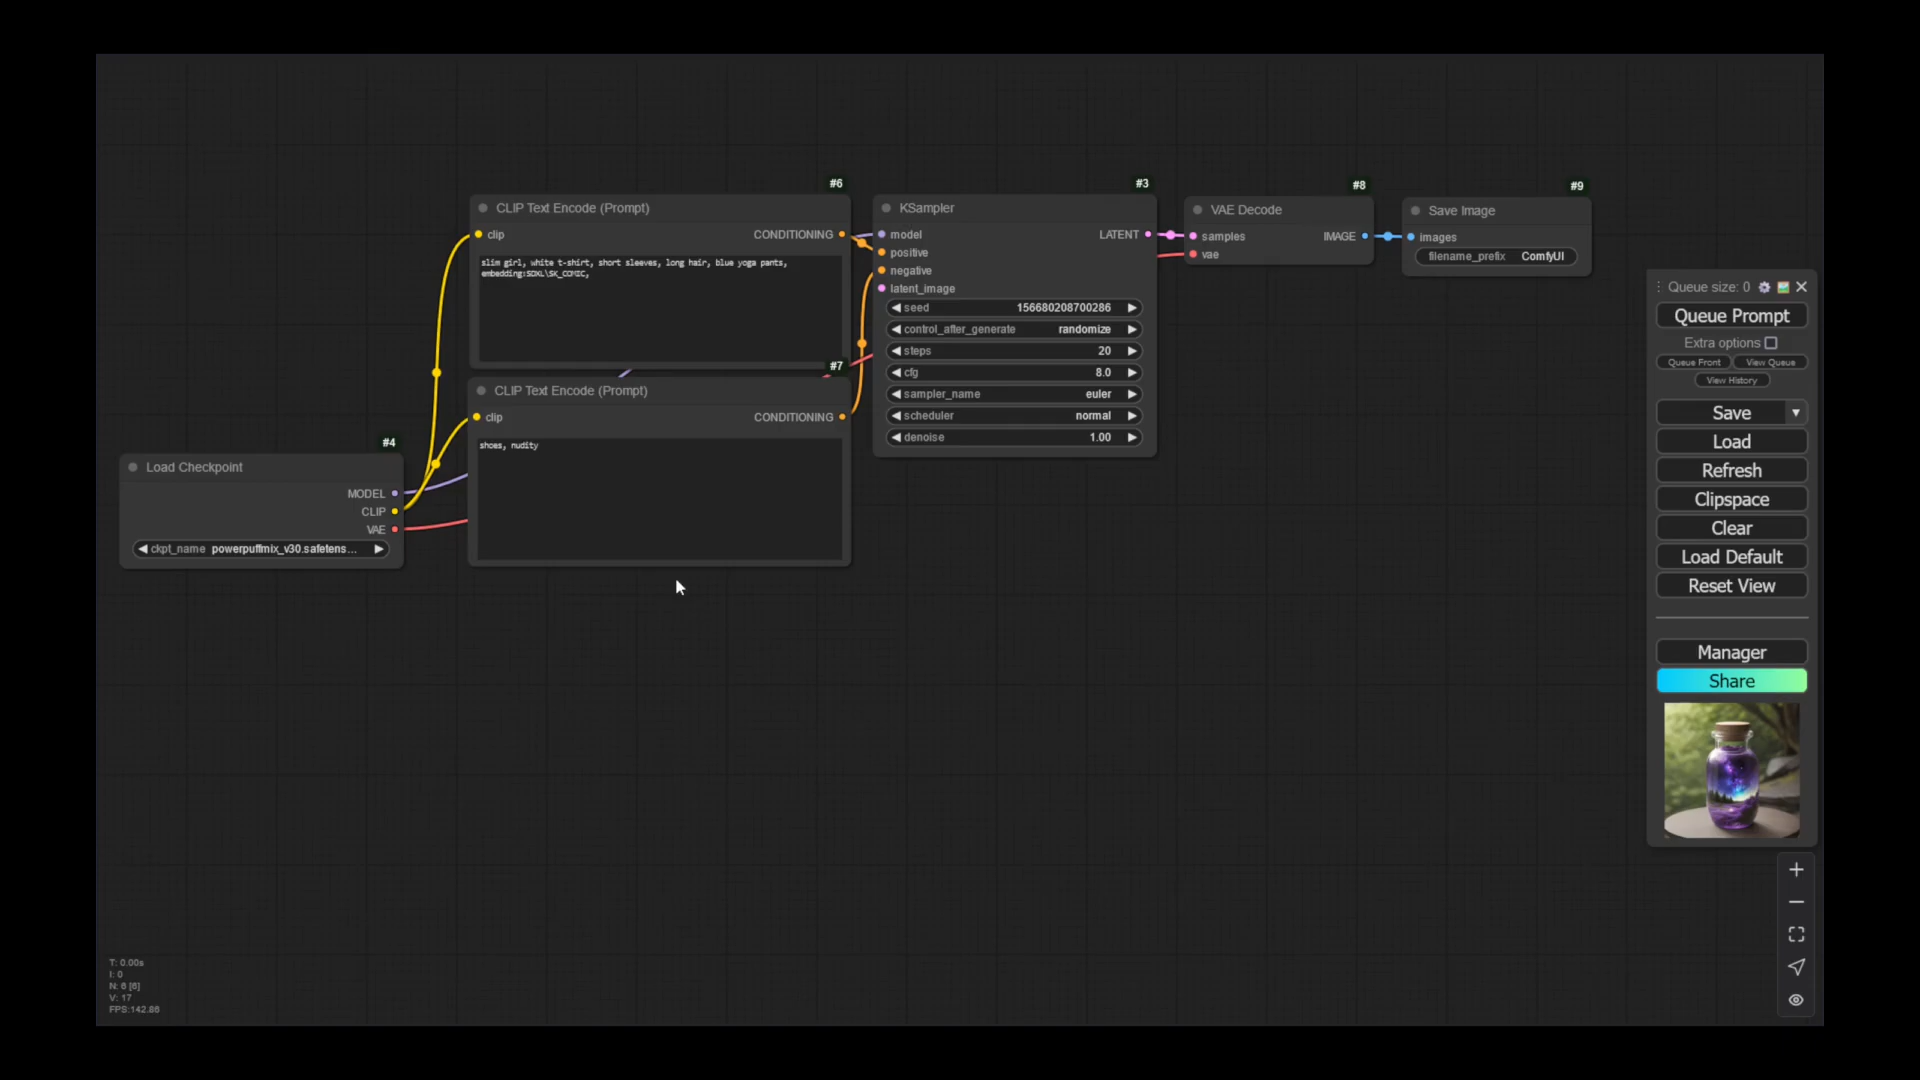 #6
CLIP Text Encode (Prompt)
clip
CONDITIONING
slim girl, white t-shirt, short sleeves, long hair, blue yoga pants,
embedding:SDXL\SK_COMIC,
#7
CLIP Text Encode (Prompt)
clip
CONDITIONING
shoes, nudity
#4
Load Checkpoint
MODEL
CLIP
VAE
ckpt_name powerpuffmix_v30.safetens...
#3
KSampler
model
LATENT
positive
negative
latent_image
seed 156680208700286
control_after_generate randomize
steps 20
cfg 8.0
sampler_name euler
scheduler normal
denoise 1.00
#8
VAE Decode
samples
IMAGE
vae
#9
Save Image
images
filename_prefix ComfyUI
Queue size: 0
Queue Prompt
Extra options
Queue Front
View Queue
View History
Save
Load
Refresh
Clipspace
Clear
Load Default
Reset View
Manager
Share
T: 0.00s
I: 0
N: 6 [6]
V: 17
FPS:142.86